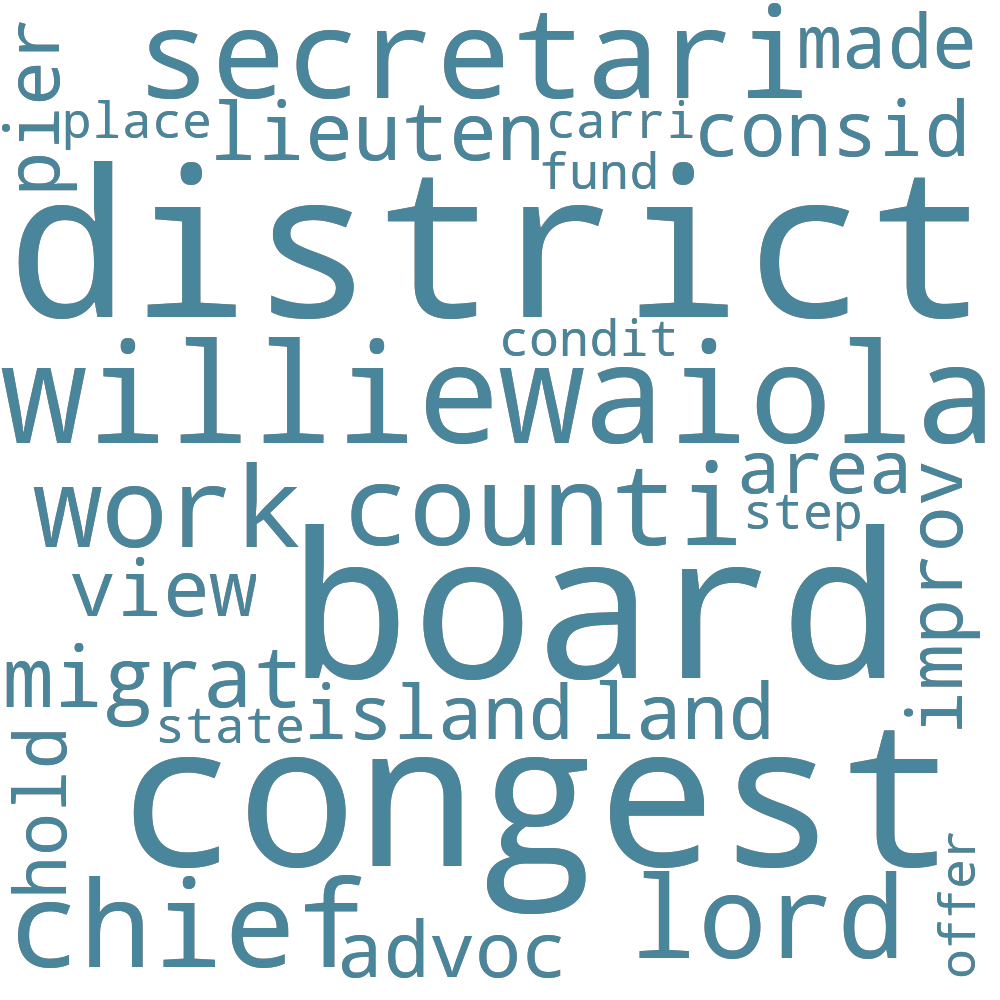 secretari
made
pier
place
lieuten
carri
consid
fund
district
condit
williewaiola
area
work
counti
step
improv
board
view
migrat
island
land
state
hold
congest
offer
chief
lord
advoc